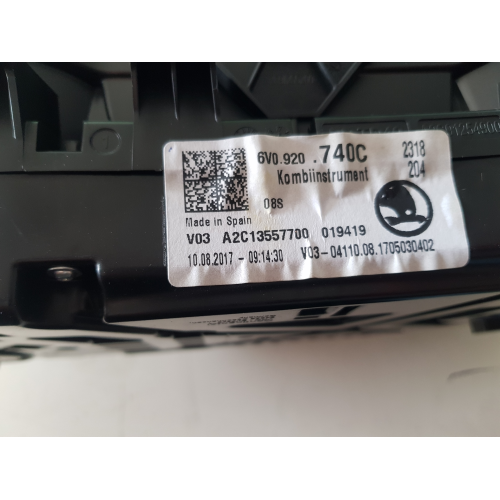 6V0.920 .740C 2318
Kombiinstrument 204
08S
Made in Spain
V03 A2C13557700 019419
10.08.2017 - 09:14:30 V03-04110.08.1705030402